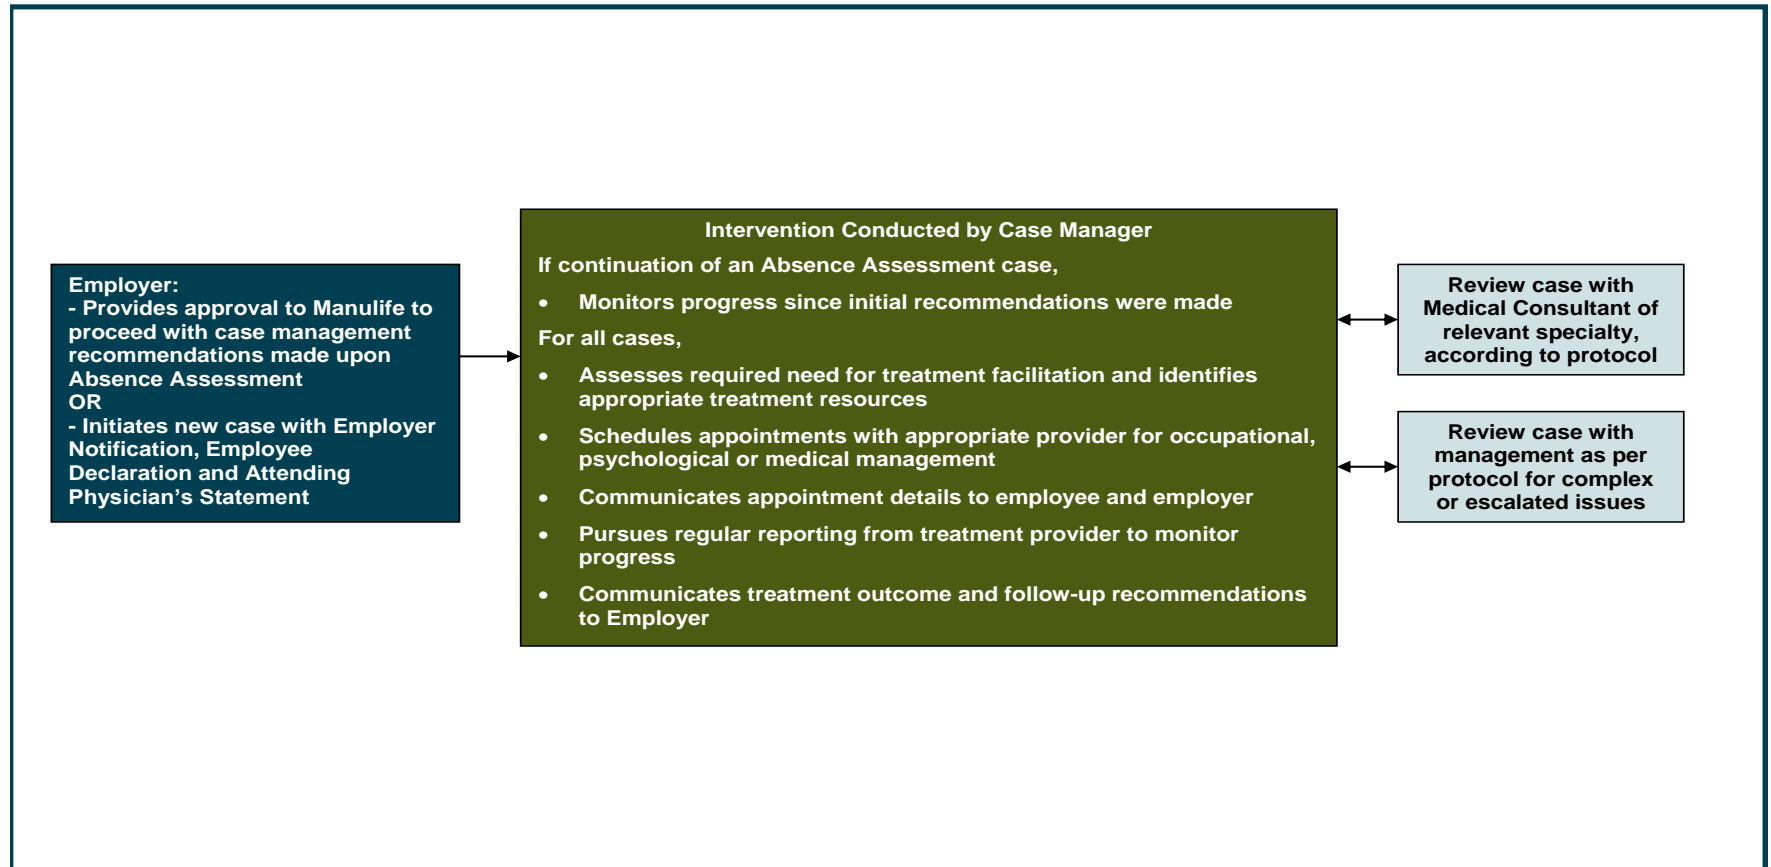 Employer:
- Provides approval to Manulife to
proceed with case management
recommendations made upon
Absence Assessment
OR
- Initiates new case with Employer
Notification, Employee
Declaration and Attending
Physician’s Statement
Intervention Conducted by Case Manager
If continuation of an Absence Assessment case,
• Monitors progress since initial recommendations were made
For all cases,
• Assesses required need for treatment facilitation and identifies
appropriate treatment resources
• Schedules appointments with appropriate provider for occupational,
psychological or medical management
• Communicates appointment details to employee and employer
• Pursues regular reporting from treatment provider to monitor
progress
• Communicates treatment outcome and follow-up recommendations
to Employer
Review case with
Medical Consultant of
relevant specialty,
according to protocol
Review case with
management as per
protocol for complex
or escalated issues